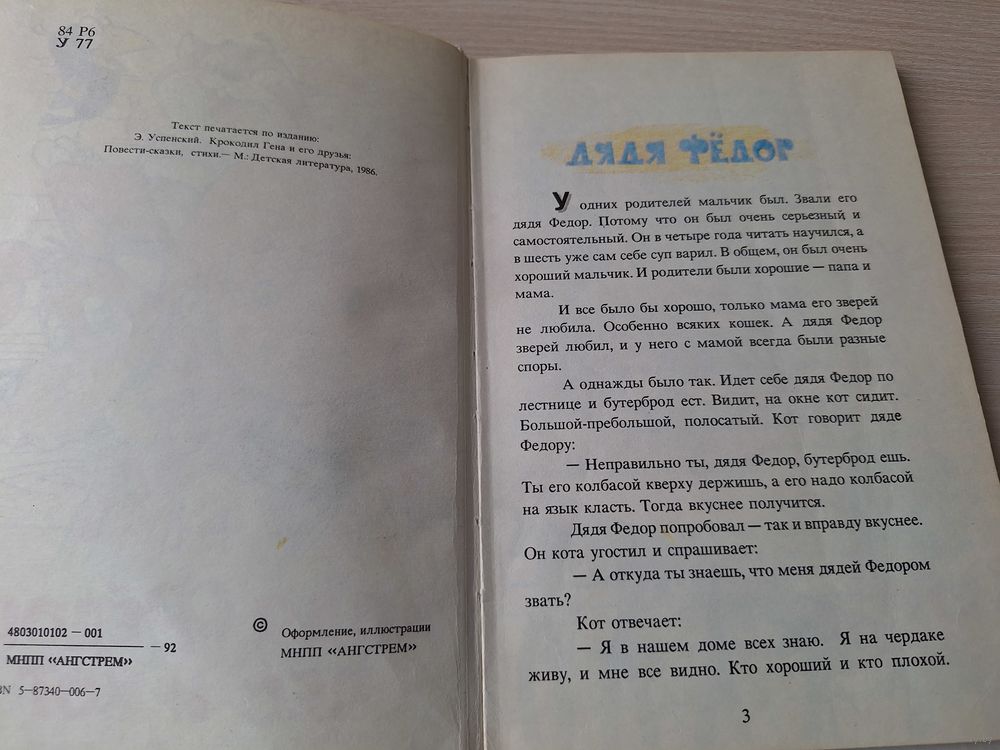 84 Р6
У 77
Текст печатается по изданию:
Э. Успенский. Крокодил Гена и его друзья:
Повести-сказки, стихи.— М.: Детская литература, 1986.
4803010102 — 001
— 92
МНПП «АНГСТРЕМ»
5—87340—006—7
© Оформление, иллюстрации
МНПП «АНГСТРЕМ»
ДЯДЯ ФЁДОР
У одних родителей мальчик был. Звали его
дядя Федор. Потому что он был очень серьезный и
самостоятельный. Он в четыре года читать научился, а
в шесть уже сам себе суп варил. В общем, он был очень
хороший мальчик. И родители были хорошие — папа и
мама.
И все было бы хорошо, только мама его зверей
не любила. Особенно всяких кошек. А дядя Федор
зверей любил, и у него с мамой всегда были разные
споры.
А однажды было так. Идет себе дядя Федор по
лестнице и бутерброд ест. Видит, на окне кот сидит.
Большой-пребольшой, полосатый. Кот говорит дяде
Федору:
— Неправильно ты, дядя Федор, бутерброд ешь.
Ты его колбасой кверху держишь, а его надо колбасой
на язык класть. Тогда вкуснее получится.
Дядя Федор попробовал — так и вправду вкуснее.
Он кота угостил и спрашивает:
— А откуда ты знаешь, что меня дядей Федором
звать?
Кот отвечает:
— Я в нашем доме всех знаю. Я на чердаке
живу, и мне все видно. Кто хороший и кто плохой.
3